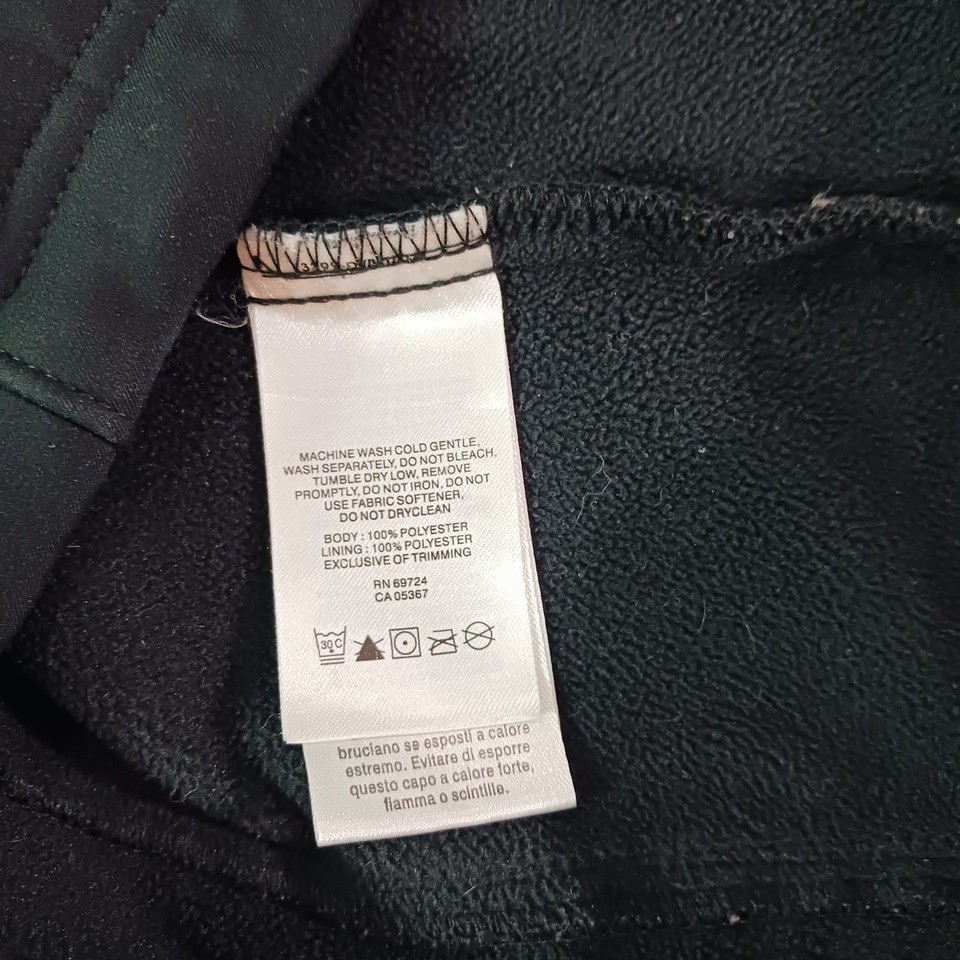 MACHINE WASH COLD GENTLE,
WASH SEPARATELY, DO NOT BLEACH,
TUMBLE DRY LOW, REMOVE
PROMPTLY, DO NOT IRON, DO NOT
USE FABRIC SOFTENER,
DO NOT DRYCLEAN
BODY : 100% POLYESTER
LINING : 100% POLYESTER
EXCLUSIVE OF TRIMMING
RN 69724
CA 05367
30 C
bruciano se esposti a calore
estremo. Evitare di esporre
questo capo a calore forte,
fiamma o scintille.